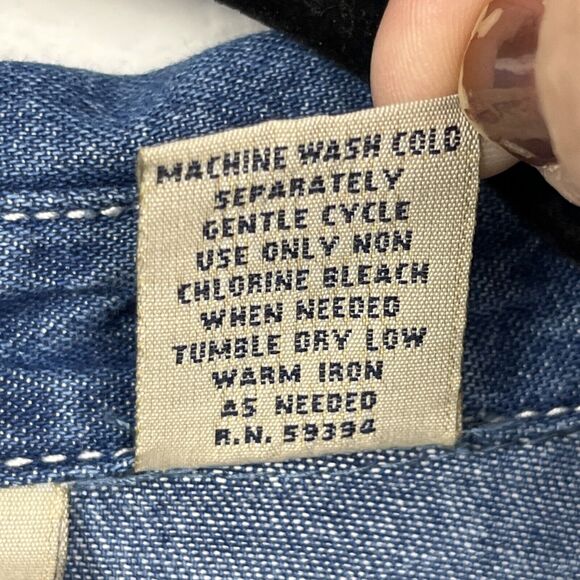 MACHINE WASH COLD
SEPARATELY
GENTLE CYCLE
USE ONLY NON
CHLORINE BLEACH
WHEN NEEDED
TUMBLE DRY LOW
WARM IRON
AS NEEDED
R.N. 59394